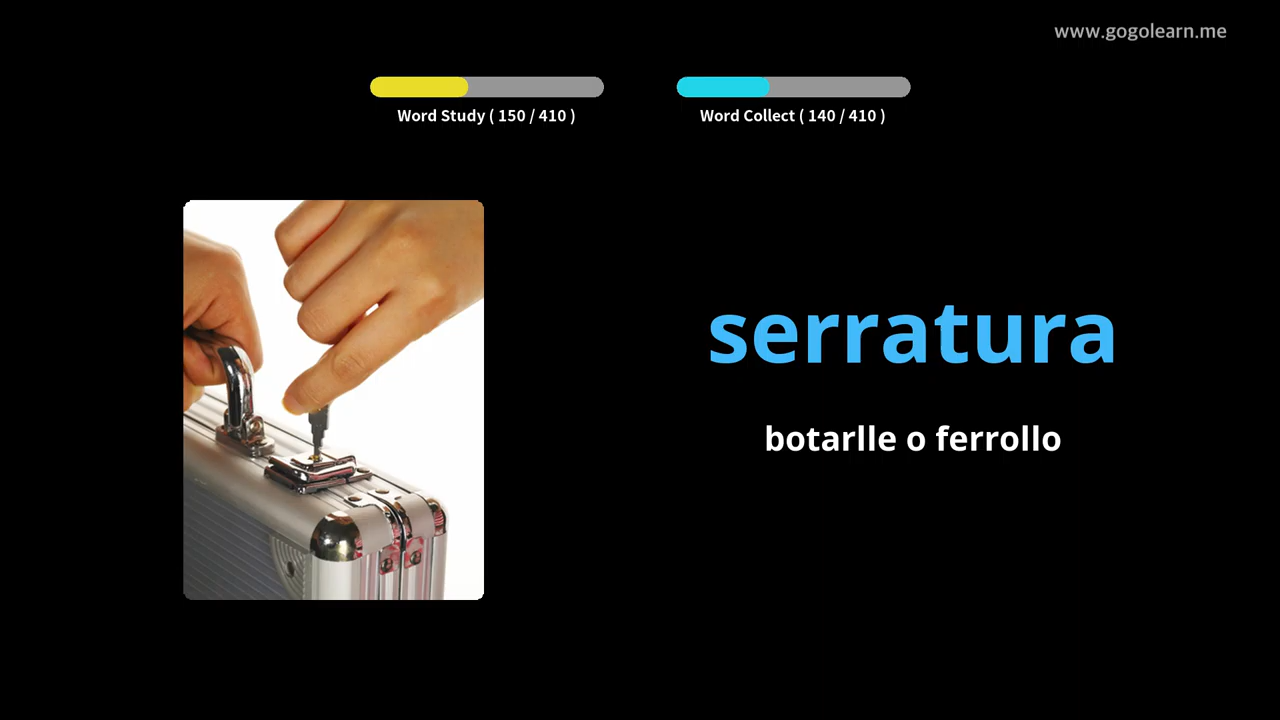 www.gogolearn.me
Word Study ( 150 / 410 )
Word Collect ( 140 / 410 )
serratura
botarlle o ferrollo